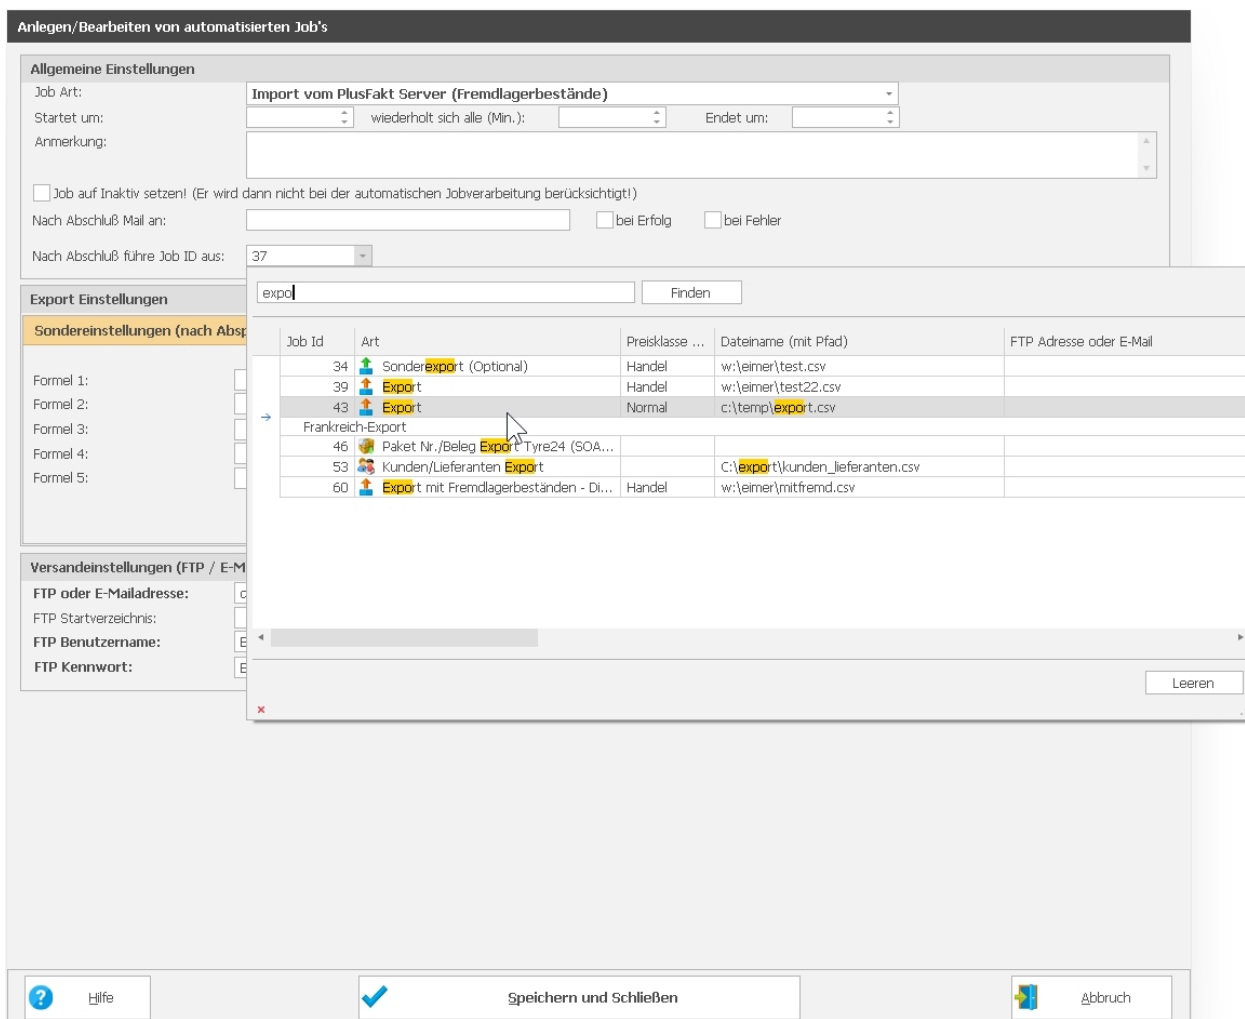 Anlegen/Bearbeiten von automatisierten Job's
Allgemeine Einstellungen
Job Art: Import vom PlusFakt Server (Fremdlagerbestände)
Startet um: wiederholt sich alle (Min.): Endet um:
Anmerkung:
Job auf Inaktiv setzen! (Er wird dann nicht bei der automatischen Jobverarbeitung berücksichtigt!)
Nach Abschluß Mail an: bei Erfolg bei Fehler
Nach Abschluß führe Job ID aus: 37
Export Einstellungen
expo Finden
Sondereinstellungen (nach Absp
Job Id Art Preisklasse ... Dateiname (mit Pfad) FTP Adresse oder E-Mail
34 Sonderexport (Optional) Handel w:\eimer\test.csv
39 Export Handel w:\eimer\test22.csv
43 Export Normal c:\temp\export.csv
Frankreich-Export
46 Paket Nr./Beleg Export Tyre24 (SOA...
53 Kunden/Lieferanten Export C:\export\kunden_lieferanten.csv
60 Export mit Fremdlagerbeständen - Di... Handel w:\eimer\mitfremd.csv
Formel 1:
Formel 2:
Formel 3:
Formel 4:
Formel 5:
Versandeinstellungen (FTP / E-M
FTP oder E-Mailadresse:
FTP Startverzeichnis:
FTP Benutzername: E
FTP Kennwort: E
Leeren
Hilfe Speichern und Schließen Abbruch